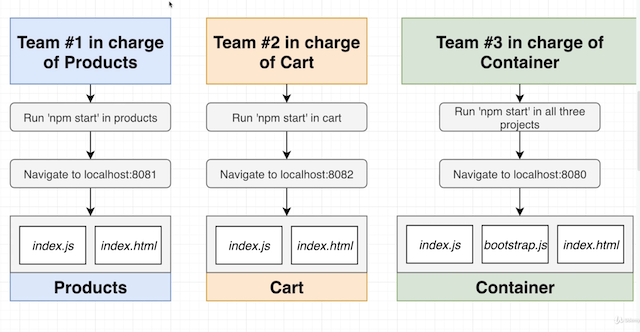 Team #1 in charge
of Products
Team #2 in charge
of Cart
Team #3 in charge of
Container
Run 'npm start' in products
Run 'npm start' in cart
Run 'npm start' in all three
projects
Navigate to localhost:8081
Navigate to localhost:8082
Navigate to localhost:8080
index.js
index.html
index.js
index.html
index.js
bootstrap.js
index.html
Products
Cart
Container